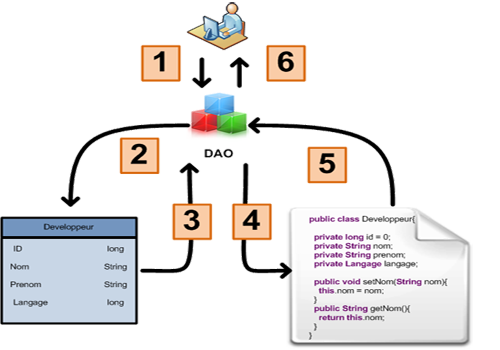 1
6
2
DAO
5
3
4
Developpeur
ID long
Nom String
Prenom String
Langage long
public class Developpeur{
private long id = 0;
private String nom;
private String prenom;
private Langage langage;
public void setNom(String nom){
this.nom = nom;
}
public String getNom(){
return this.nom;
}
}